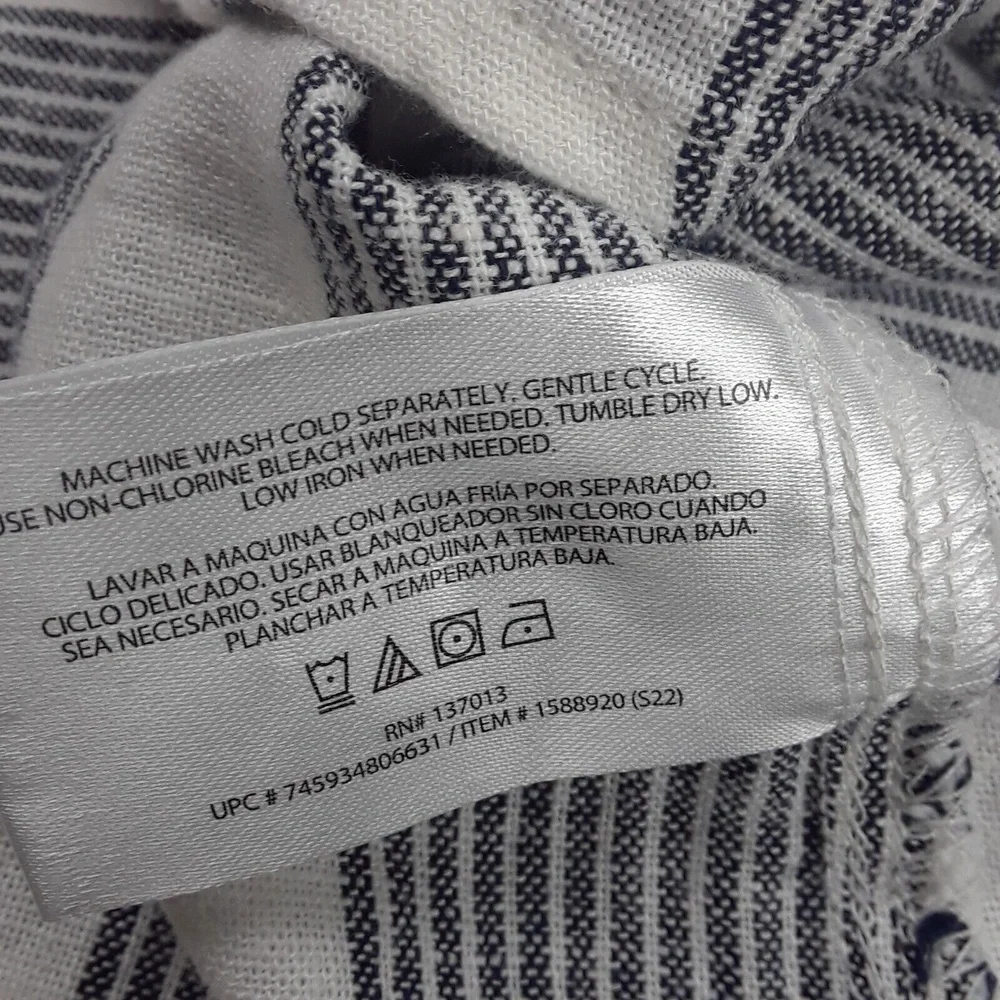 MACHINE WASH COLD SEPARATELY. GENTLE CYCLE.
USE NON-CHLORINE BLEACH WHEN NEEDED. TUMBLE DRY LOW.
LOW IRON WHEN NEEDED.
LAVAR A MAQUINA CON AGUA FRÍA POR SEPARADO.
CICLO DELICADO. USAR BLANQUEADOR SIN CLORO CUANDO
SEA NECESARIO. SECAR A MAQUINA A TEMPERATURA BAJA.
PLANCHAR A TEMPERATURA BAJA.
RN# 137013
UPC # 745934806631 / ITEM # 1588920 (S22)